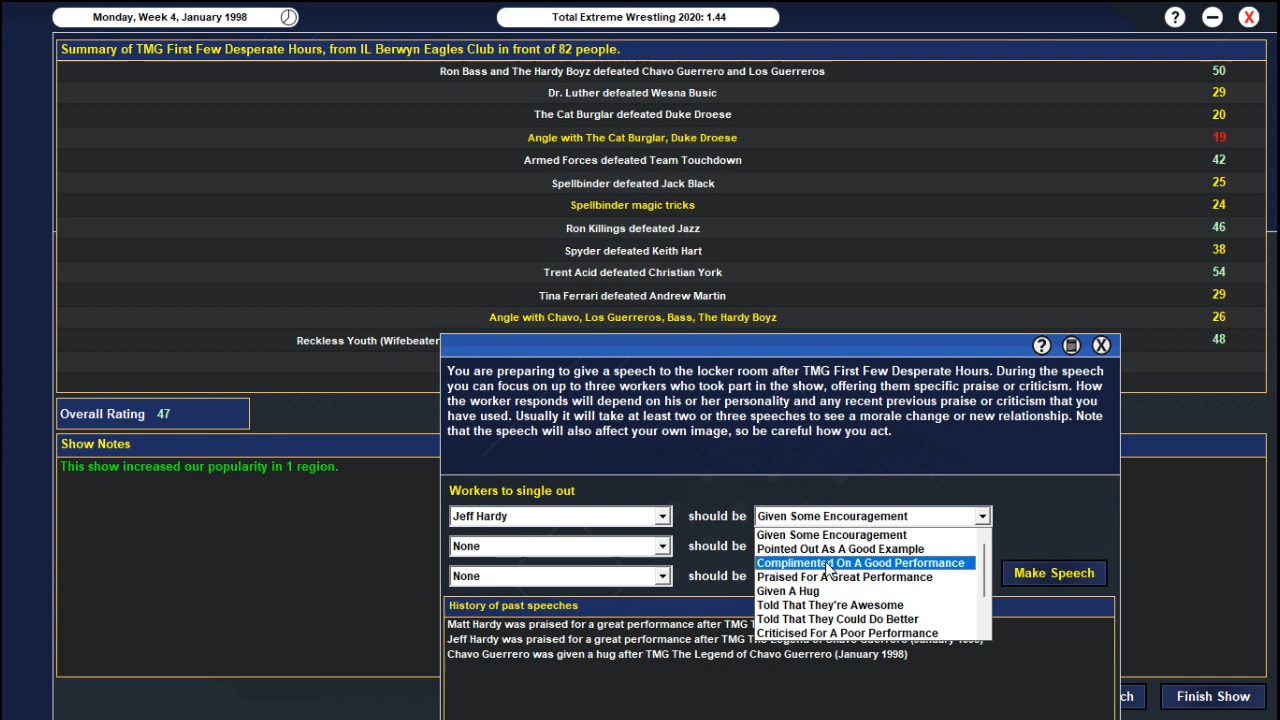 Monday, Week 4, January 1998
Total Extreme Wrestling 2020: 1.44
? X
Summary of TMG First Few Desperate Hours, from IL Berwyn Eagles Club in front of 82 people.
Ron Bass and The Hardy Boyz defeated Chavo Guerrero and Los Guerreros 50
Dr. Luther defeated Wesna Busic 29
The Cat Burglar defeated Duke Droese 20
Angle with The Cat Burglar, Duke Droese 19
Armed Forces defeated Team Touchdown 42
Spellbinder defeated Jack Black 25
Spellbinder magic tricks 24
Ron Killings defeated Jazz 46
Spyder defeated Keith Hart 38
Trent Acid defeated Christian York 54
Tina Ferrari defeated Andrew Martin 29
Angle with Chavo, Los Guerreros, Bass, The Hardy Boyz 26
Reckless Youth (Wifebeater 48
Overall Rating 47
Show Notes
This show increased our popularity in 1 region.
? X
You are preparing to give a speech to the locker room after TMG First Few Desperate Hours. During the speech
you can focus on up to three workers who took part in the show, offering them specific praise or criticism. How
the worker responds will depend on his or her personality and any recent previous praise or criticism that you
have used. Usually it will take at least two or three speeches to see a morale change or new relationship. Note
that the speech will also affect your own image, so be careful how you act.
Workers to single out
Jeff Hardy should be Given Some Encouragement
None should be
None should be
Given Some Encouragement
Pointed Out As A Good Example
Complimented On A Good Performance
Praised For A Great Performance
Given A Hug
Told That They're Awesome
Told That They Could Do Better
Criticised For A Poor Performance
Make Speech
History of past speeches
Matt Hardy was praised for a great performance after TMG T
Jeff Hardy was praised for a great performance after TMG The Legend of Chavo Guerrero (January 1998)
Chavo Guerrero was given a hug after TMG The Legend of Chavo Guerrero (January 1998)
ch
Finish Show